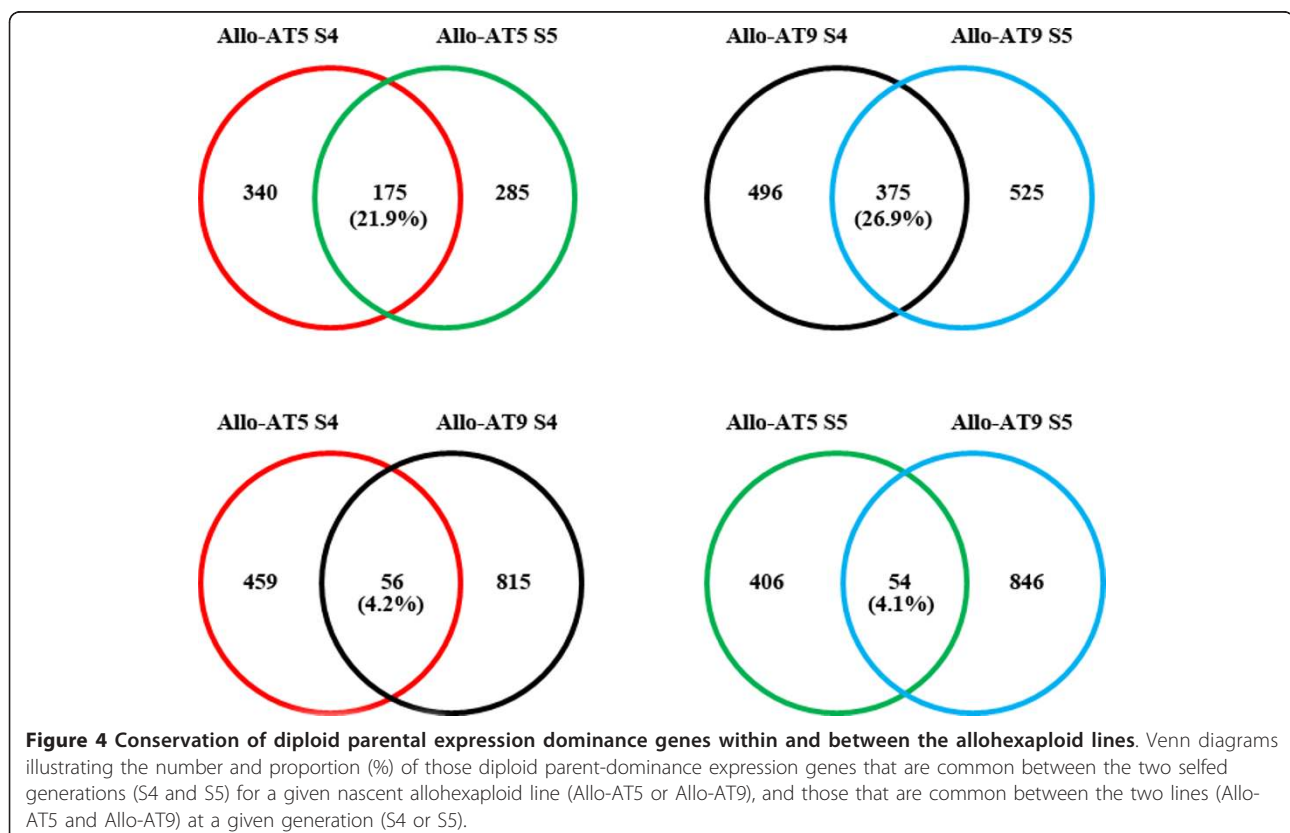 Allo-AT5 S4 Allo-AT5 S5 Allo-AT9 S4 Allo-AT9 S5
340 175 285 496 375 525
(21.9%) (26.9%)
Allo-AT5 S4 Allo-AT9 S4 Allo-AT5 S5 Allo-AT9 S5
459 56 815 406 54 846
(4.2%) (4.1%)
Figure 4 Conservation of diploid parental expression dominance genes within and between the allohexaploid lines. Venn diagrams
illustrating the number and proportion (%) of those diploid parent-dominance expression genes that are common between the two selfed
generations (S4 and S5) for a given nascent allohexaploid line (Allo-AT5 or Allo-AT9), and those that are common between the two lines (Allo-
AT5 and Allo-AT9) at a given generation (S4 or S5).